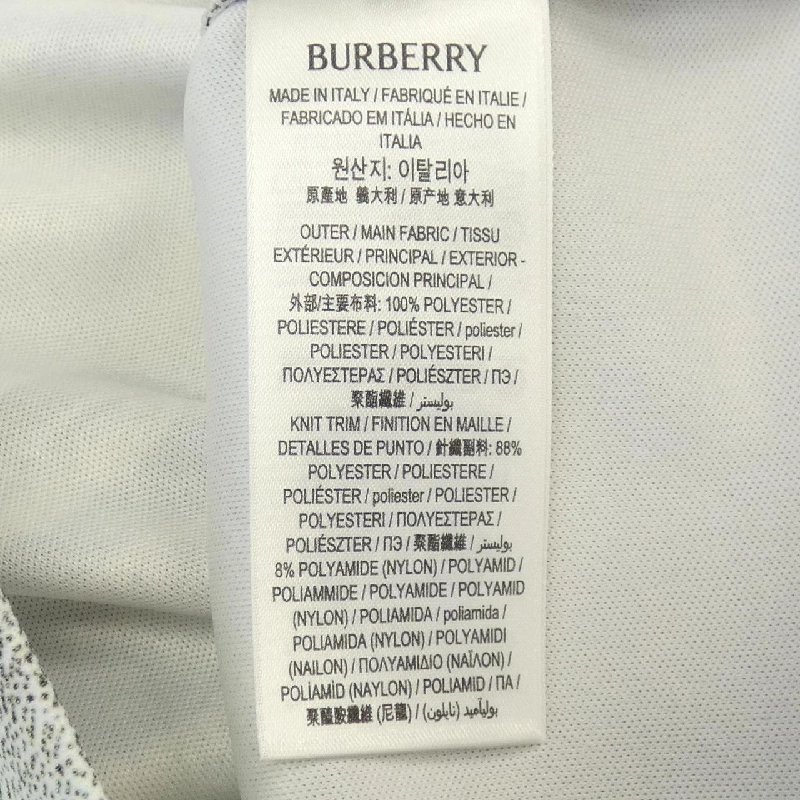 BURBERRY
MADE IN ITALY / FABRIQUÉ EN ITALIE /
FABRICADO EM ITÁLIA / HECHO EN
ITALIA
원산지: 이탈리아
原產地 義大利 / 原产地 意大利
OUTER / MAIN FABRIC / TISSU
EXTÉRIEUR / PRINCIPAL / EXTERIOR -
COMPOSICION PRINCIPAL /
外部/主要布料: 100% POLYESTER /
POLIESTERE / POLIÉSTER / poliester /
POLIESTER / POLYESTERI /
ΠΟΛΥΕΣΤΕΡΑΣ / POLIÉSZTER / ПЭ /
聚酯纖維 / بوليستر
KNIT TRIM / FINITION EN MAILLE /
DETALLES DE PUNTO / 針織副料: 88%
POLYESTER / POLIESTERE /
POLIÉSTER / poliester / POLIESTER /
POLYESTERI / ΠΟΛΥΕΣΤΕΡΑΣ /
POLIÉSZTER / ПЭ / 聚酯纖維 / بوليستر
8% POLYAMIDE (NYLON) / POLYAMID /
POLIAMMIDE / POLYAMIDE / POLYAMID
(NYLON) / POLIAMIDA / poliamida /
POLIAMIDA (NYLON) / POLYAMIDI
(NAILON) / ΠΟΛΥΑΜΙΔΙΟ (ΝΑΪΛΟΝ) /
POLİAMİD (NAYLON) / POLIAMID / ПА /
聚醯胺纖維 (尼龍) / بوليأميد (نايلون)